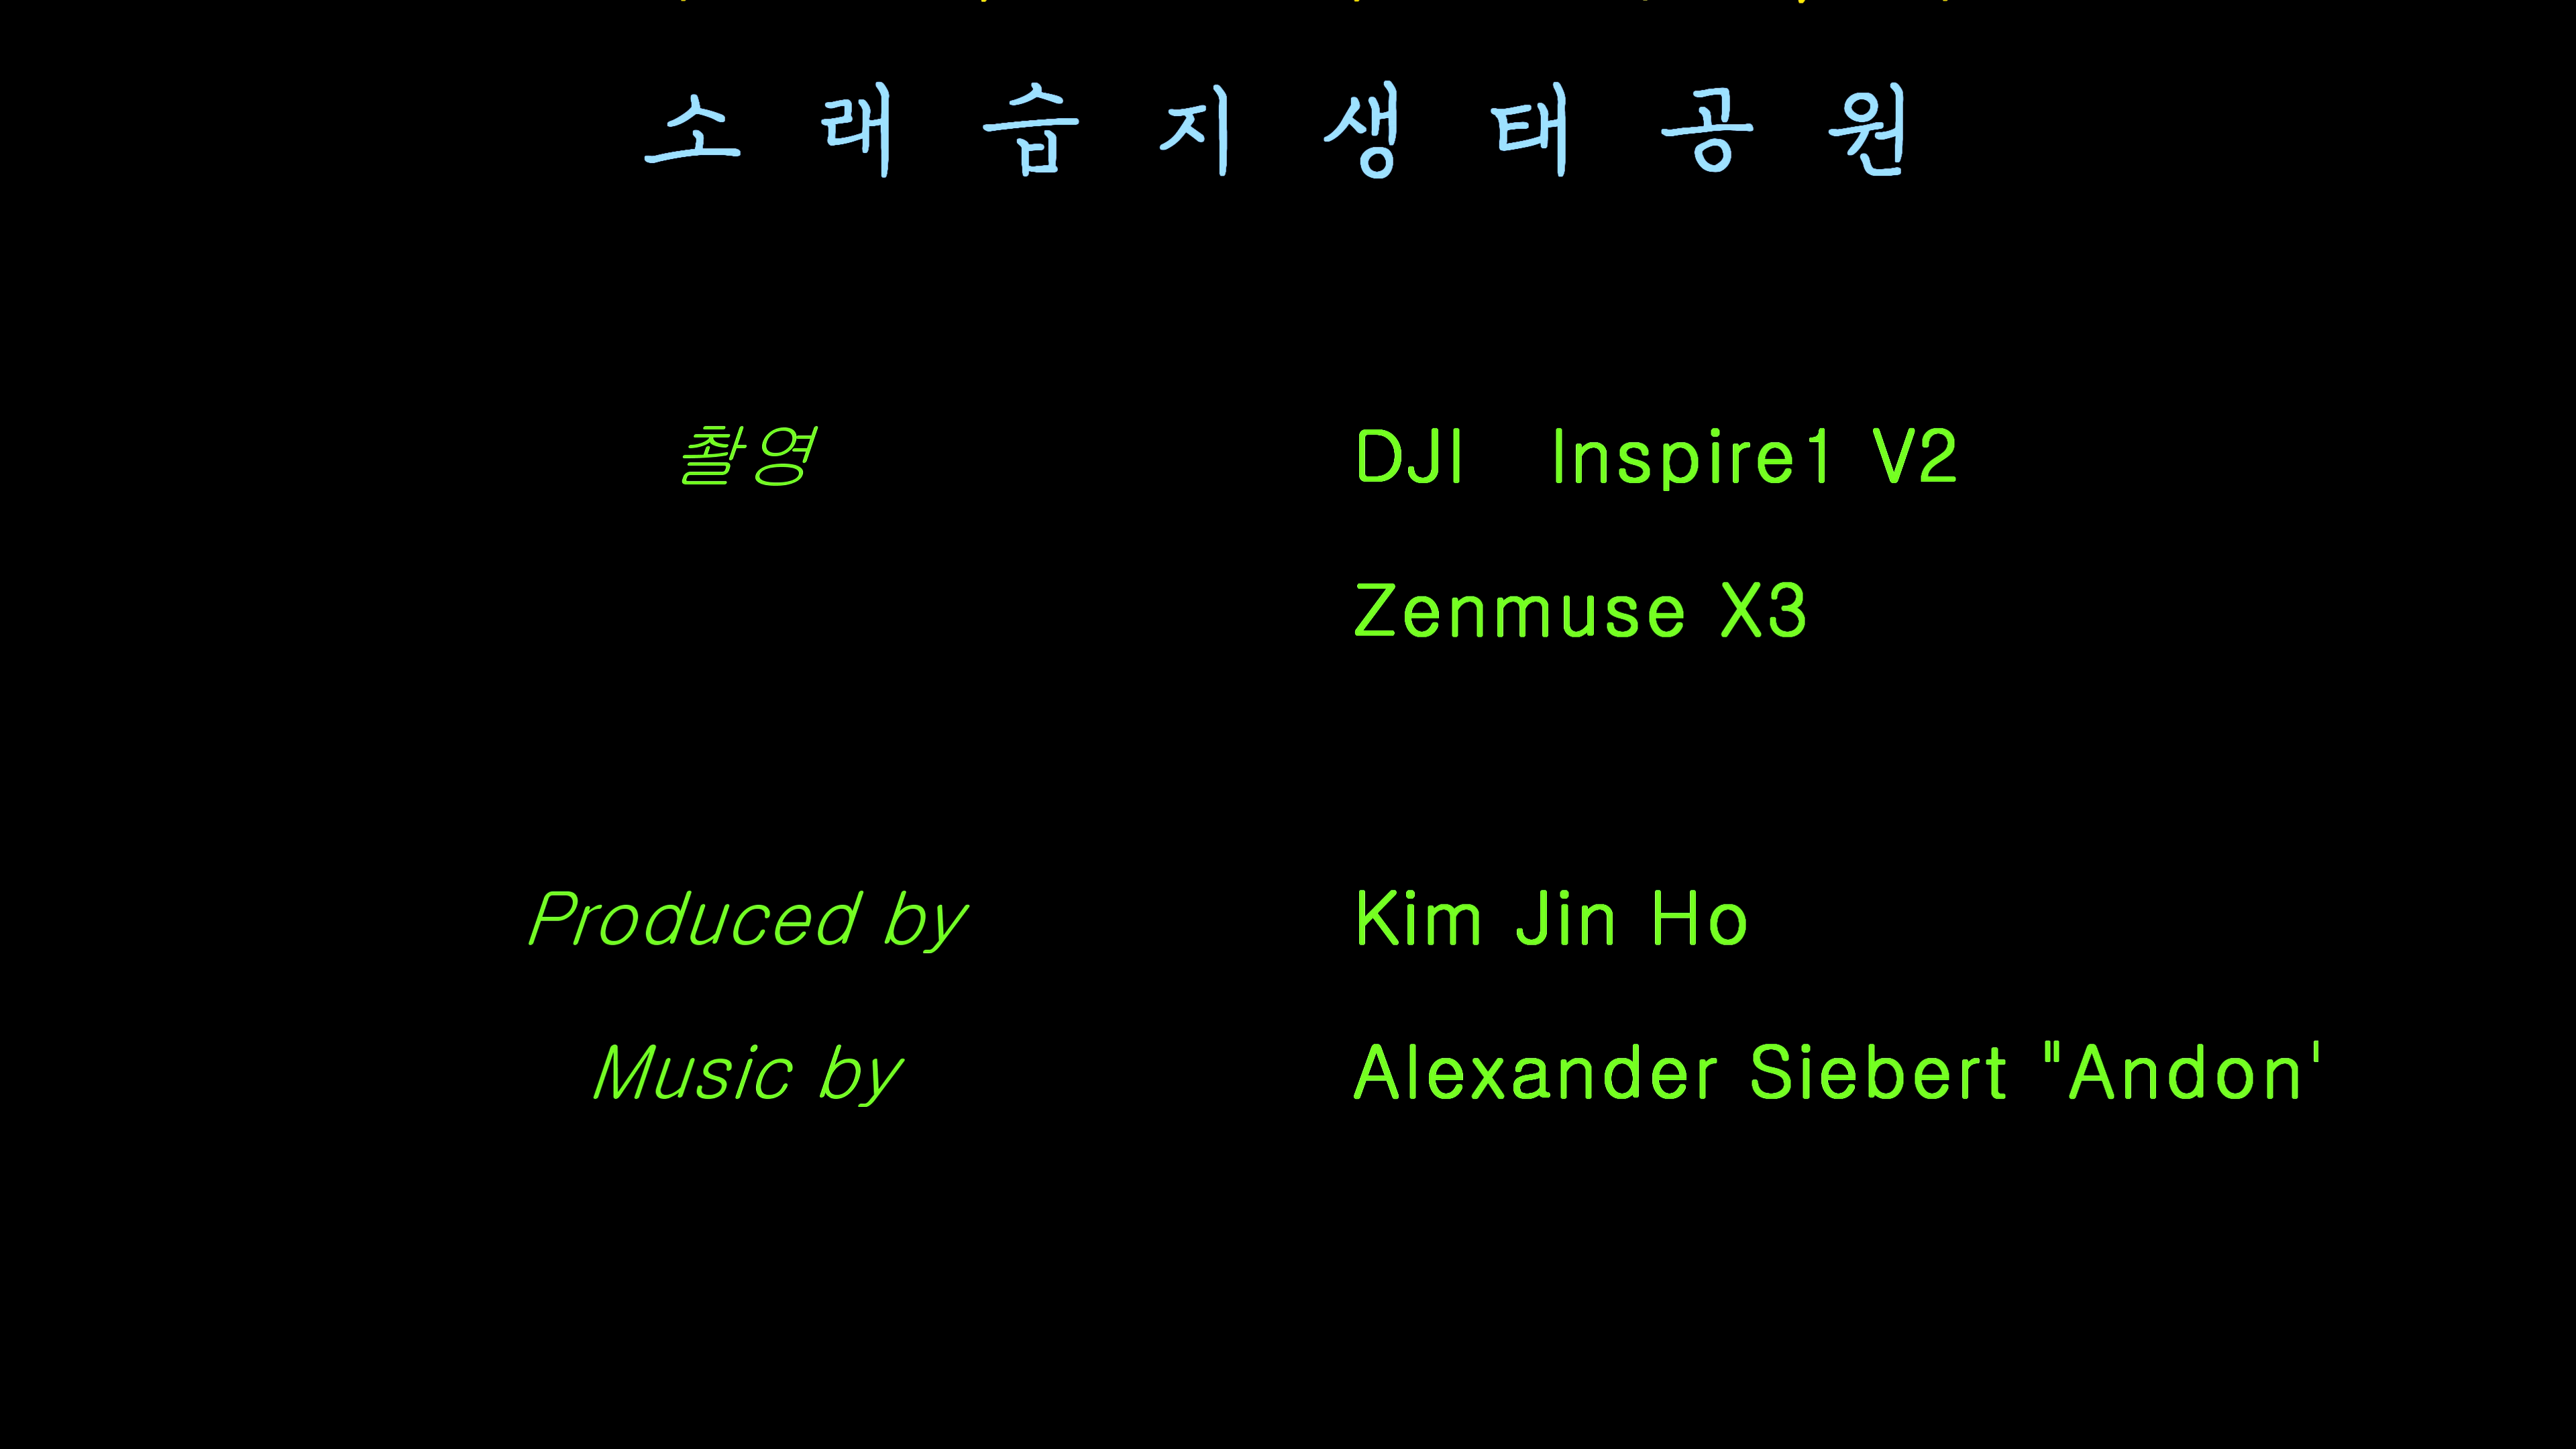 소 래 습 지 생 태 공 원
촬영 DJI Inspire1 V2
Zenmuse X3
Produced by Kim Jin Ho
Music by Alexander Siebert "Andon'